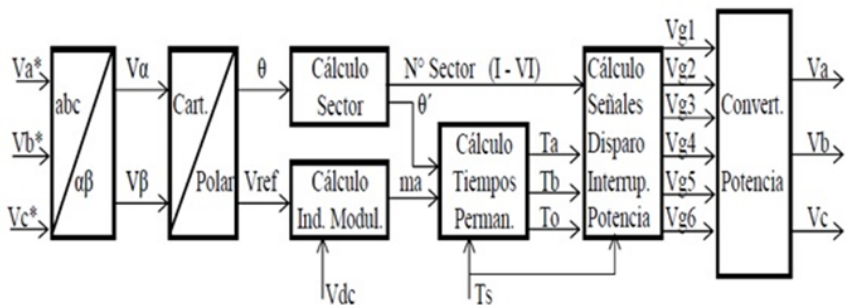 Va*
Vb*
Vc*
abc
αβ
Vα
Vβ
Cart.
Polar
θ
Vref
Cálculo
Sector
Cálculo
Ind. Modul.
Vdc
N° Sector (I - VI)
θ´
ma
Cálculo
Tiempos
Perman.
Ts
Ta
Tb
To
Cálculo
Señales
Disparo
Interrup.
Potencia
Vg1
Vg2
Vg3
Vg4
Vg5
Vg6
Convert.
Potencia
Va
Vb
Vc